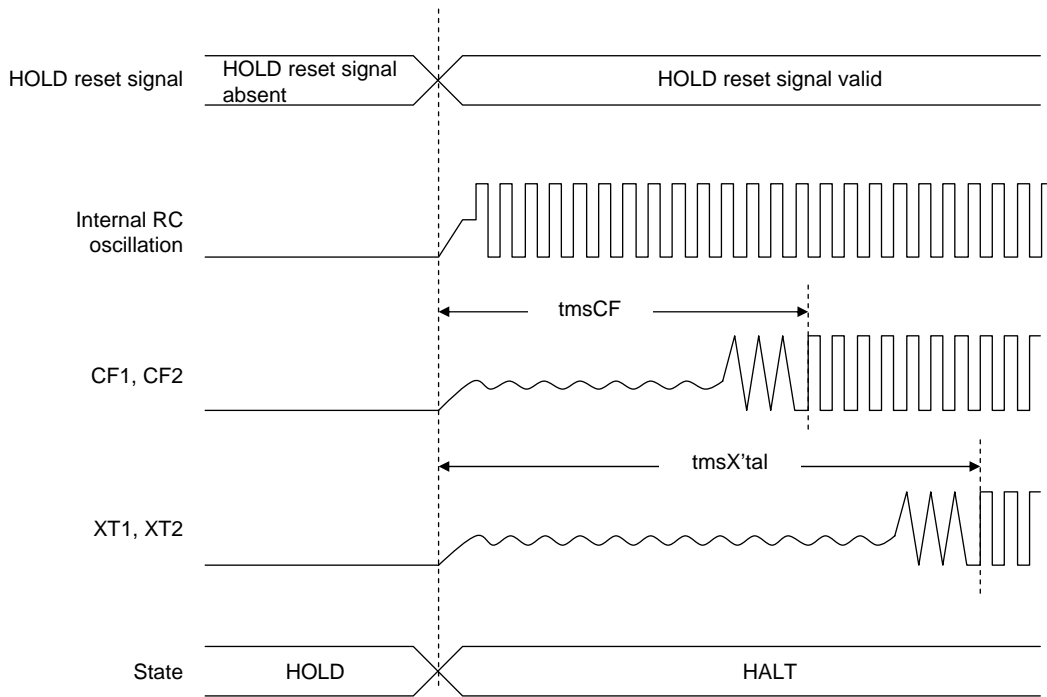 HOLD reset signal
HOLD reset signal
absent
HOLD reset signal valid
Internal RC
oscillation
tmsCF
CF1, CF2
tmsX’tal
XT1, XT2
State
HOLD
HALT